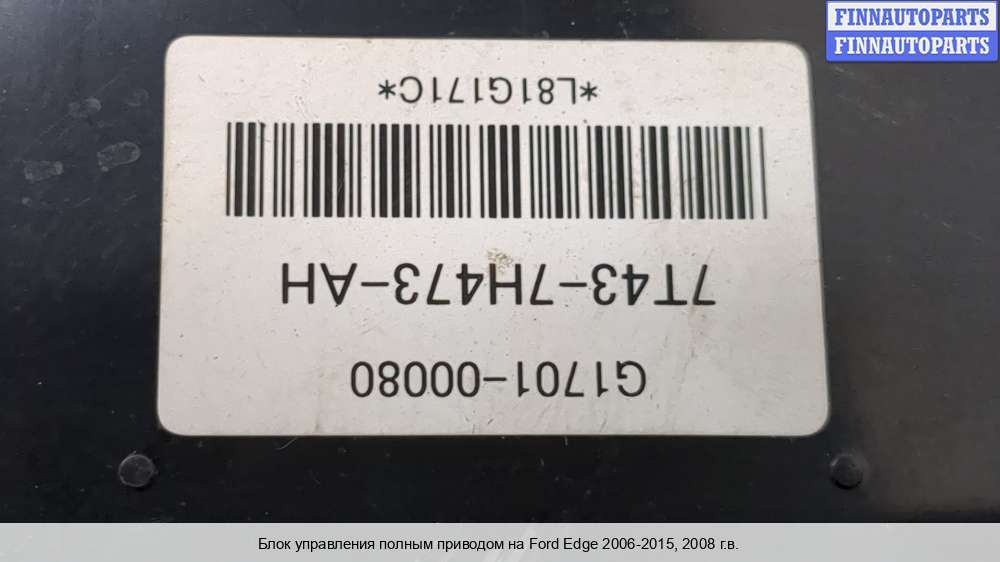 FINNAUTOPARTS
FINNAUTOPARTS
G1701-00080
7T43-7H473-AH
*L81G171C*
Блок управления полным приводом на Ford Edge 2006-2015, 2008 г.в.